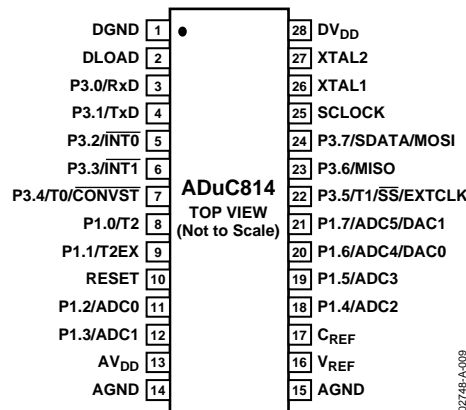 DGND 1
DLOAD 2
P3.0/RxD 3
P3.1/TxD 4
P3.2/INT0 5
P3.3/INT1 6
P3.4/T0/CONVST 7
P1.0/T2 8
P1.1/T2EX 9
RESET 10
P1.2/ADC0 11
P1.3/ADC1 12
AVDD 13
AGND 14
ADuC814
TOP VIEW
(Not to Scale)
28 DVDD
27 XTAL2
26 XTAL1
25 SCLOCK
24 P3.7/SDATA/MOSI
23 P3.6/MISO
22 P3.5/T1/SS/EXTCLK
21 P1.7/ADC5/DAC1
20 P1.6/ADC4/DAC0
19 P1.5/ADC3
18 P1.4/ADC2
17 CREF
16 VREF
15 AGND
02748-A-009